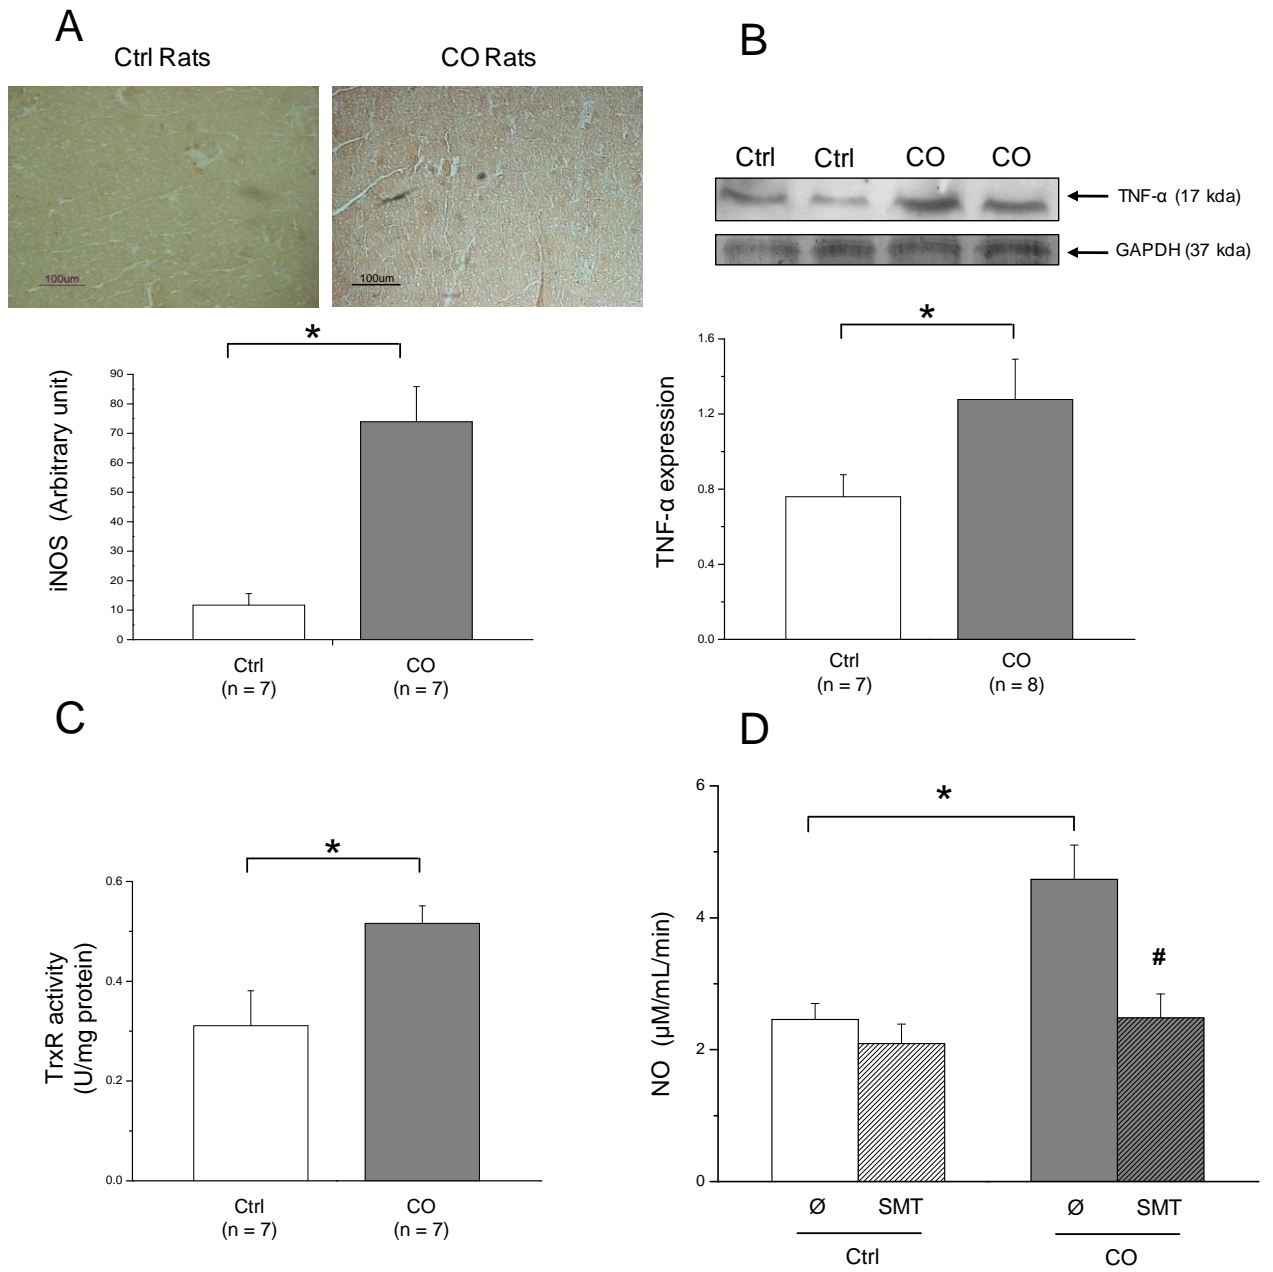 A
Ctrl Rats
CO Rats
100um
100um
*
iNOS (Arbitrary unit)
90
80
70
60
50
40
30
20
10
0
Ctrl
(n = 7)
CO
(n = 7)
B
Ctrl
Ctrl
CO
CO
TNF-α (17 kda)
GAPDH (37 kda)
*
TNF-α expression
1.6
1.2
0.8
0.4
0.0
Ctrl
(n = 7)
CO
(n = 8)
C
*
TrxR activity
(U/mg protein)
0.6
0.4
0.2
0.0
Ctrl
(n = 7)
CO
(n = 7)
D
*
#
NO (µM/mL/min)
6
4
2
0
Ø
SMT
Ø
SMT
Ctrl
CO